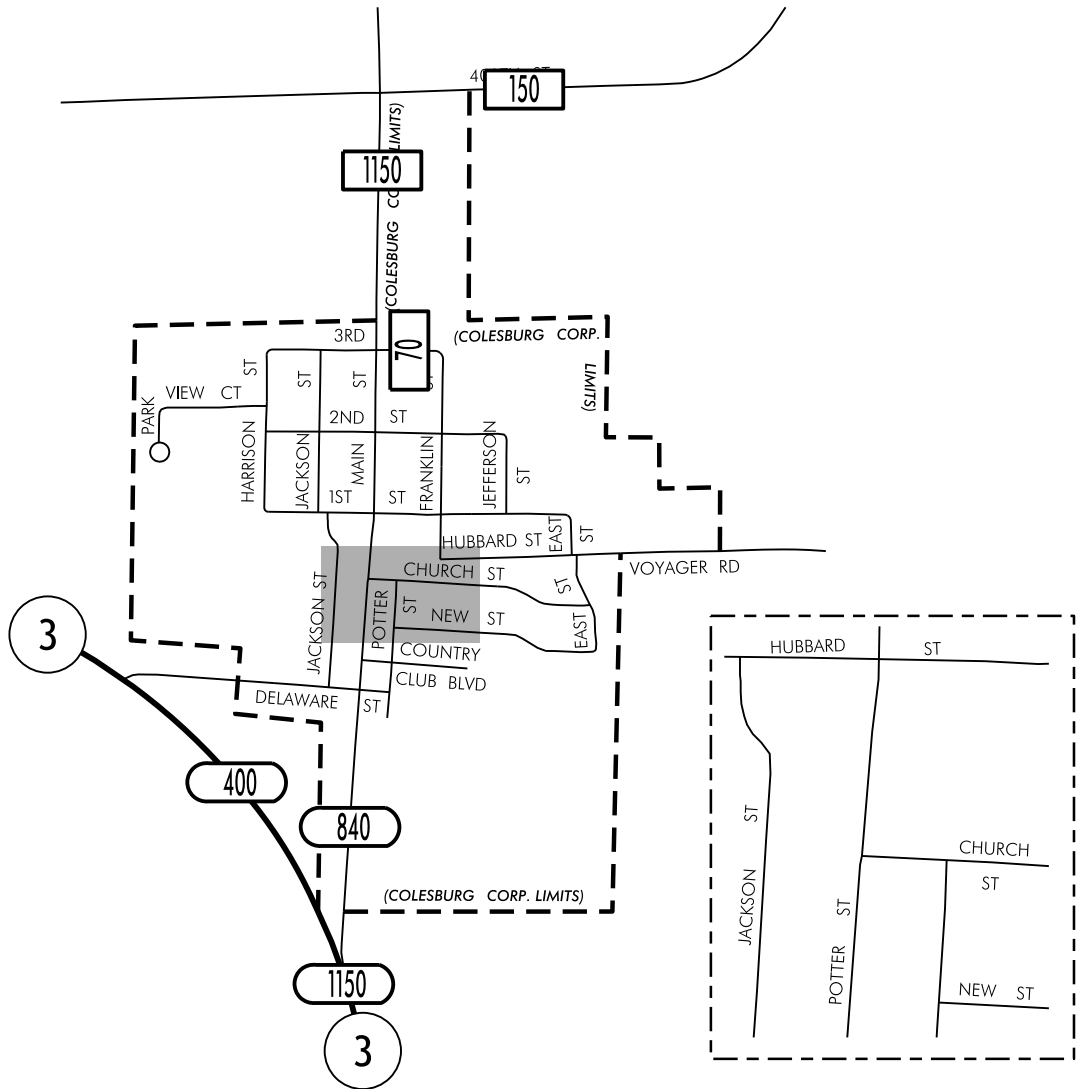 150
1150
(COLESBURG CO
LIMITS)
3RD
70
(COLESBURG CORP.
LIMITS)
ST
ST
ST
VIEW CT
PARK
2ND ST
HARRISON
JACKSON
MAIN
FRANKLIN
JEFFERSON
ST
1ST ST
HUBBARD ST
EAST
ST
VOYAGER RD
CHURCH ST
ST
JACKSON ST
POTTER
ST
NEW ST
EAST
COUNTRY
CLUB BLVD
DELAWARE ST
3
400
840
(COLESBURG CORP. LIMITS)
1150
3
HUBBARD ST
ST
JACKSON
CHURCH
ST
POTTER ST
NEW ST